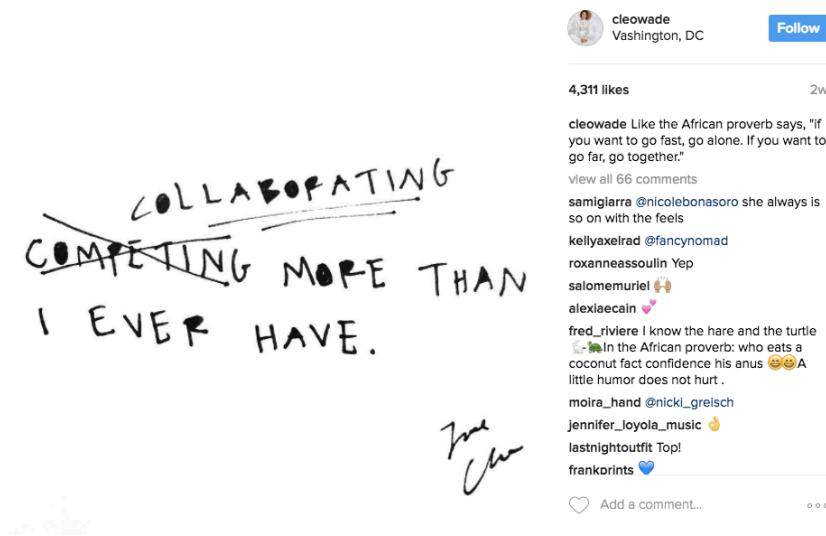 COLLABORATING
COMPETING MORE THAN
I EVER HAVE.
Love
Cleo
cleowade
Washington, DC
Follow
4,311 likes
2w
cleowade Like the African proverb says, "if
you want to go fast, go alone. If you want to
go far, go together."
view all 66 comments
samigiarra @nicolebonasoro she always is
so on with the feels
kellyaxelrad @fancynomad
roxanneassoulin Yep
salomemuriel 🙌🏽
alexiaecain 💕
fred_riviere I know the hare and the turtle
🐇-🐢In the African proverb: who eats a
coconut fact confidence his anus 😄😄A
little humor does not hurt .
moira_hand @nicki_greisch
jennifer_loyola_music 👌
lastnightoutfit Top!
frankprints 💙
Add a comment...